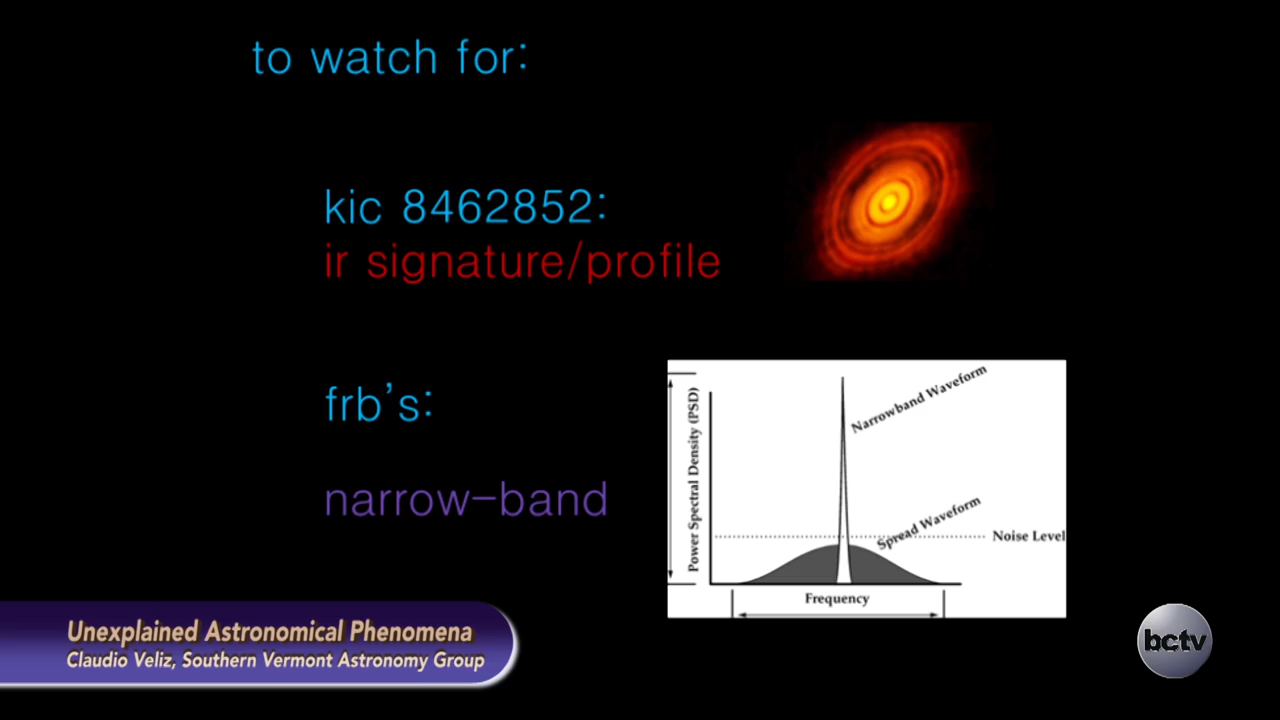 to watch for:
kic 8462852:
ir signature/profile
frb's:
narrow-band
Power Spectral Density (PSD)
Narrowband Waveform
Spread Waveform
Noise Level
Frequency
Unexplained Astronomical Phenomena
Claudio Veliz, Southern Vermont Astronomy Group
bctv